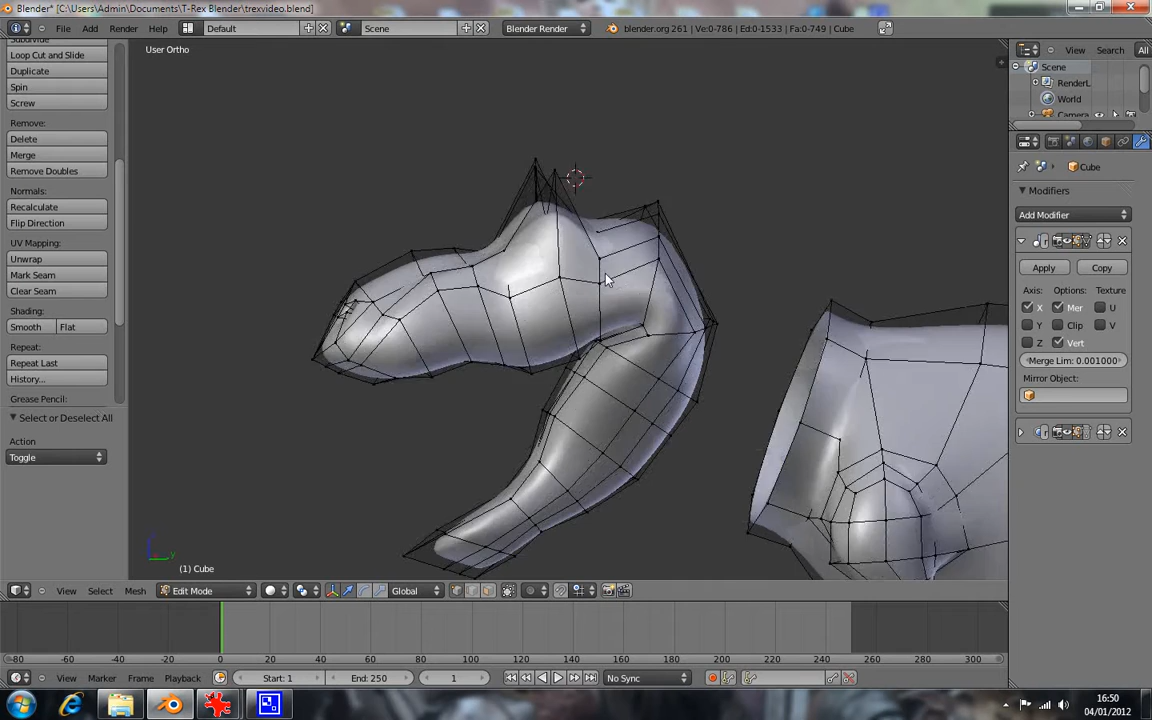 Blender* [C:\Users\Admin\Documents\T-Rex Blender\trexvideo.blend]
File Add Render Help Default Scene Blender Render blender.org 261 | Ve:0-786 | Ed:0-1533 | Fa:0-749 | Cube
View Search All
Subdivide
Loop Cut and Slide
Duplicate
Spin
Screw
Remove:
Delete
Merge
Remove Doubles
Normals:
Recalculate
Flip Direction
UV Mapping:
Unwrap
Mark Seam
Clear Seam
Shading:
Smooth Flat
Repeat:
Repeat Last
History...
Grease Pencil:
Select or Deselect All
Action
Toggle
User Ortho
y
(1) Cube
Scene
RenderL
World
Camera
Cube
Modifiers
Add Modifier
Apply Copy
Axis: Options: Texture
X Mer U
Y Clip V
Z Vert
Merge Lim: 0.001000
Mirror Object:
View Select Mesh Edit Mode Global
-80 -60 -40 -20 0 20 40 60 80 100 120 140 160 180 200 220 240 260 280 300
View Marker Frame Playback Start: 1 End: 250 1 No Sync
16:50
04/01/2012